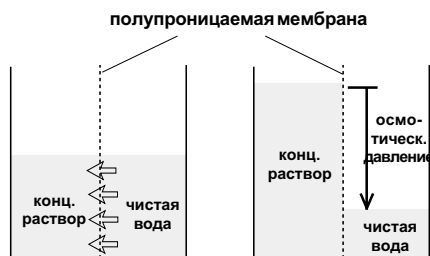 полупроницаемая мембрана
конц.
раствор
чистая
вода
конц.
раствор
осмо-
тическ.
давление
чистая
вода